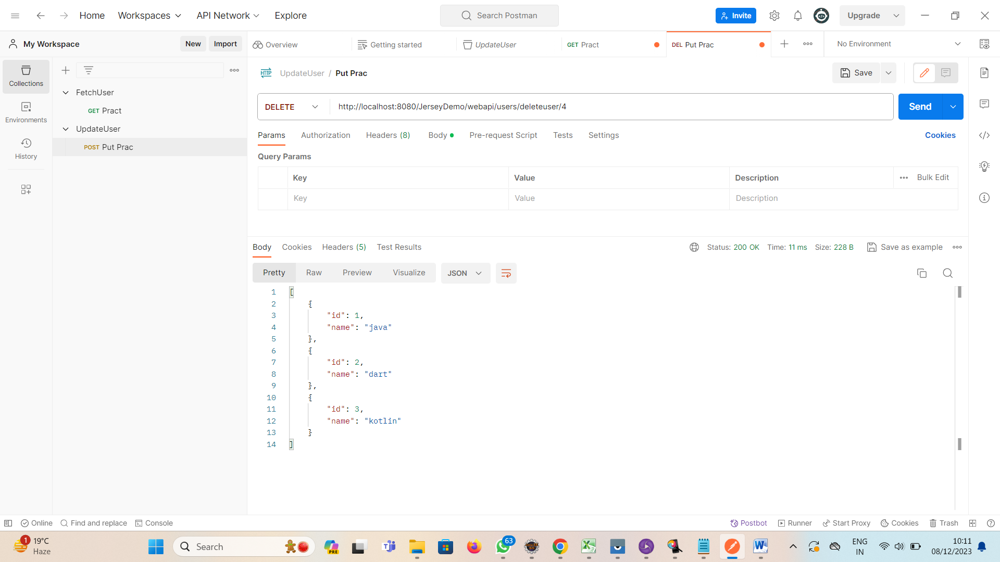 Home
Workspaces
API Network
Explore
Search Postman
Invite
Upgrade
My Workspace
New
Import
Overview
Getting started
UpdateUser
GET Pract
DEL Put Prac
No Environment
Collections
Environments
History
FetchUser
GET Pract
UpdateUser
POST Put Prac
HTTP
UpdateUser / Put Prac
Save
DELETE
http://localhost:8080/JerseyDemo/webapi/users/deleteuser/4
Send
Params
Authorization
Headers (8)
Body
Pre-request Script
Tests
Settings
Cookies
Query Params
Key
Value
Description
Bulk Edit
Key
Value
Description
Body
Cookies
Headers (5)
Test Results
Status: 200 OK
Time: 11 ms
Size: 228 B
Save as example
Pretty
Raw
Preview
Visualize
JSON
1 [
2 {
3 "id": 1,
4 "name": "java"
5 },
6 {
7 "id": 2,
8 "name": "dart"
9 },
10 {
11 "id": 3,
12 "name": "kotlin"
13 }
14 ]
Online
Find and replace
Console
Postbot
Runner
Start Proxy
Cookies
Trash
1
19°C
Haze
Search
PRE
63
ENG
IN
10:11
08/12/2023